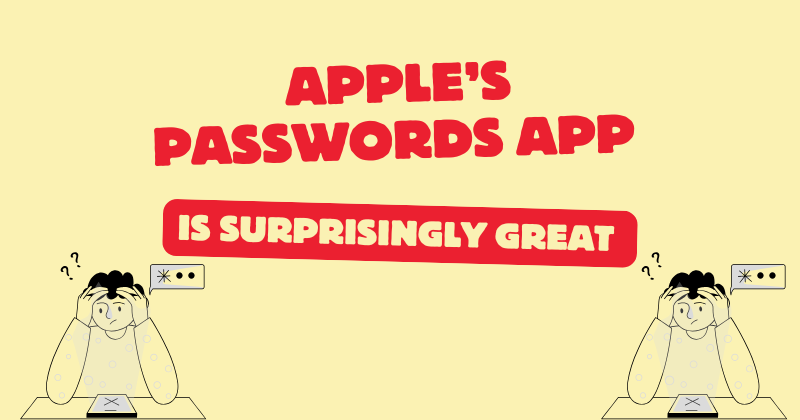 APPLE'S
PASSWORDS APP
IS SURPRISINGLY GREAT
? ?
? ?